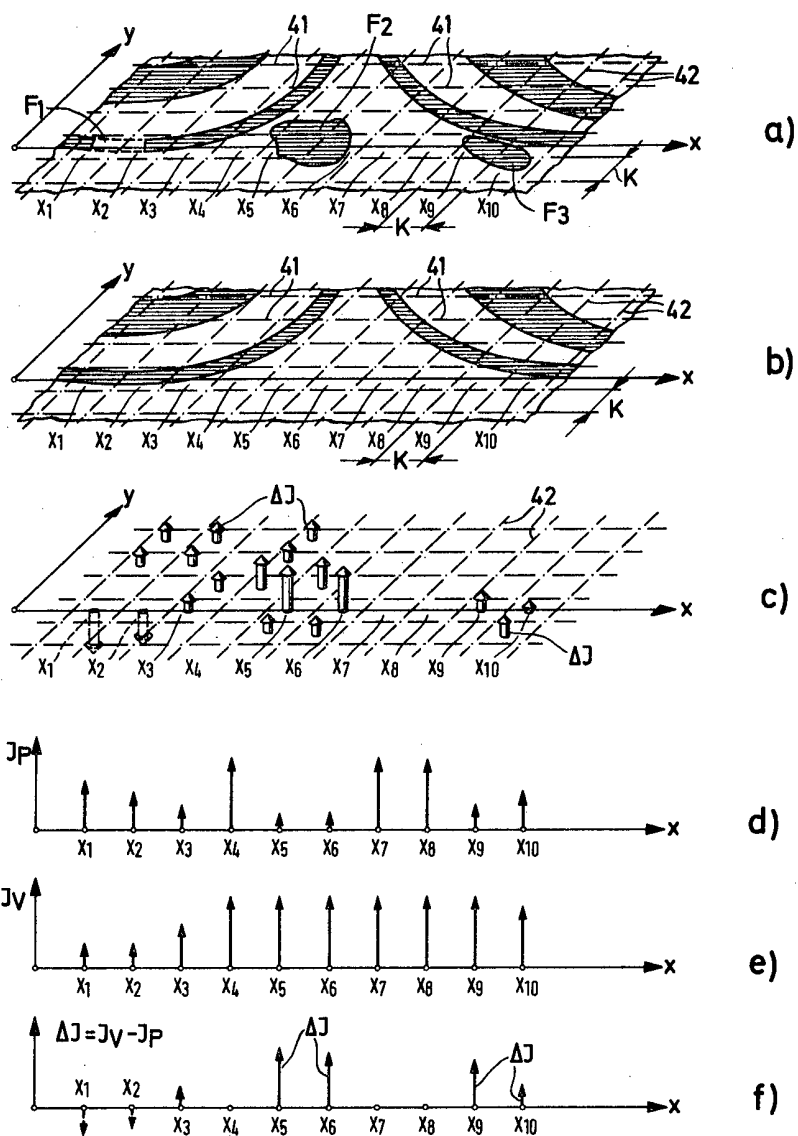 y 41 F2 41 42
F1
x a)
X1 X2 X3 X4 X5 X6 X7 X8 X9 X10 F3 K
K
y 41 41 42
x b)
X1 X2 X3 X4 X5 X6 X7 X8 X9 X10 K
K
y ΔJ 42
x c)
X1 X2 X3 X4 X5 X6 X7 X8 X9 X10 ΔJ
JP
x d)
X1 X2 X3 X4 X5 X6 X7 X8 X9 X10
JV
x e)
X1 X2 X3 X4 X5 X6 X7 X8 X9 X10
ΔJ=JV-JP ΔJ ΔJ
X1 X2 x f)
X3 X4 X5 X6 X7 X8 X9 X10